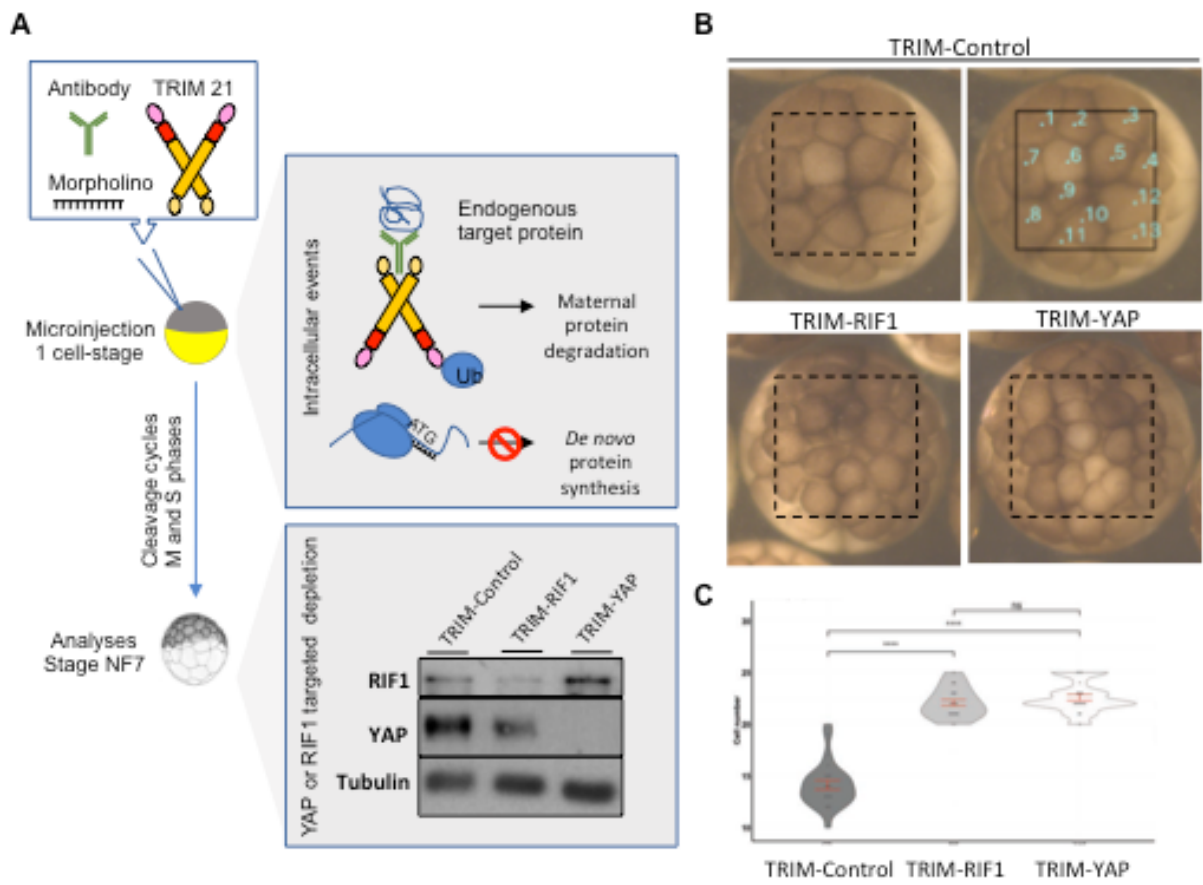 A
Antibody
TRIM 21
Morpholino
Microinjection
1 cell-stage
Cleavage cycles
M and S phases
Analyses
Stage NF7
Intracellular events
Endogenous
target protein
Maternal
protein
degradation
Ub
ATG
De novo
protein
synthesis
YAP or RIF1 targeted depletion
TRIM-Control
TRIM-RIF1
TRIM-YAP
RIF1
YAP
Tubulin
B
TRIM-Control
.1 .2 .3
.7 .6 .5 .4
.9 .12
.8 .10
.11 .13
TRIM-RIF1
TRIM-YAP
C
ns
Cell number
20
10
TRIM-Control
TRIM-RIF1
TRIM-YAP